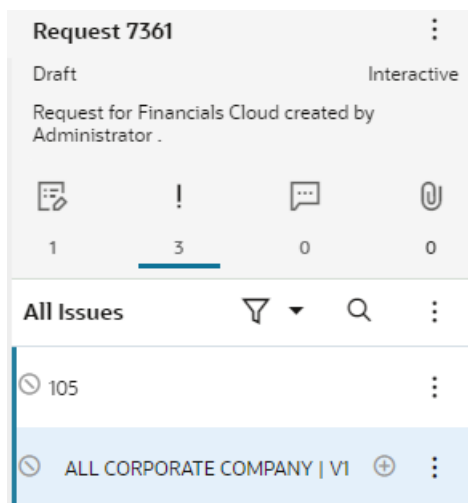 Request 7361
Draft Interactive
Request for Financials Cloud created by
Administrator .
1 3 0 0
All Issues
105
ALL CORPORATE COMPANY | V1